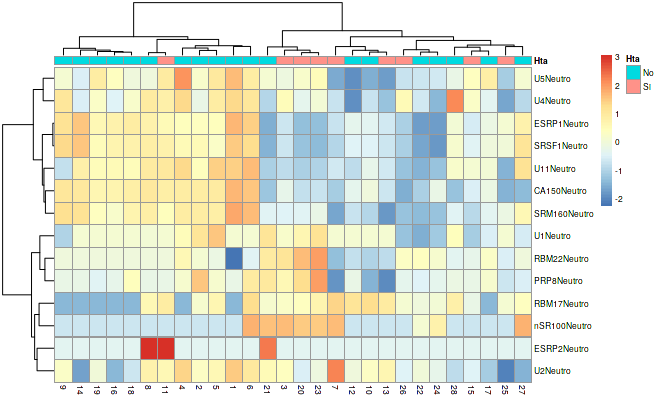 Hta
U5Neutro
U4Neutro
ESRP1Neutro
SRSF1Neutro
U11Neutro
CA150Neutro
SRM160Neutro
U1Neutro
RBM22Neutro
PRP8Neutro
RBM17Neutro
nSR100Neutro
ESRP2Neutro
U2Neutro
9 14 19 16 18 8 11 4 2 5 1 6 21 3 20 23 7 12 10 13 26 22 24 28 15 17 25 27
3
2
1
0
-1
-2
Hta
No
SI